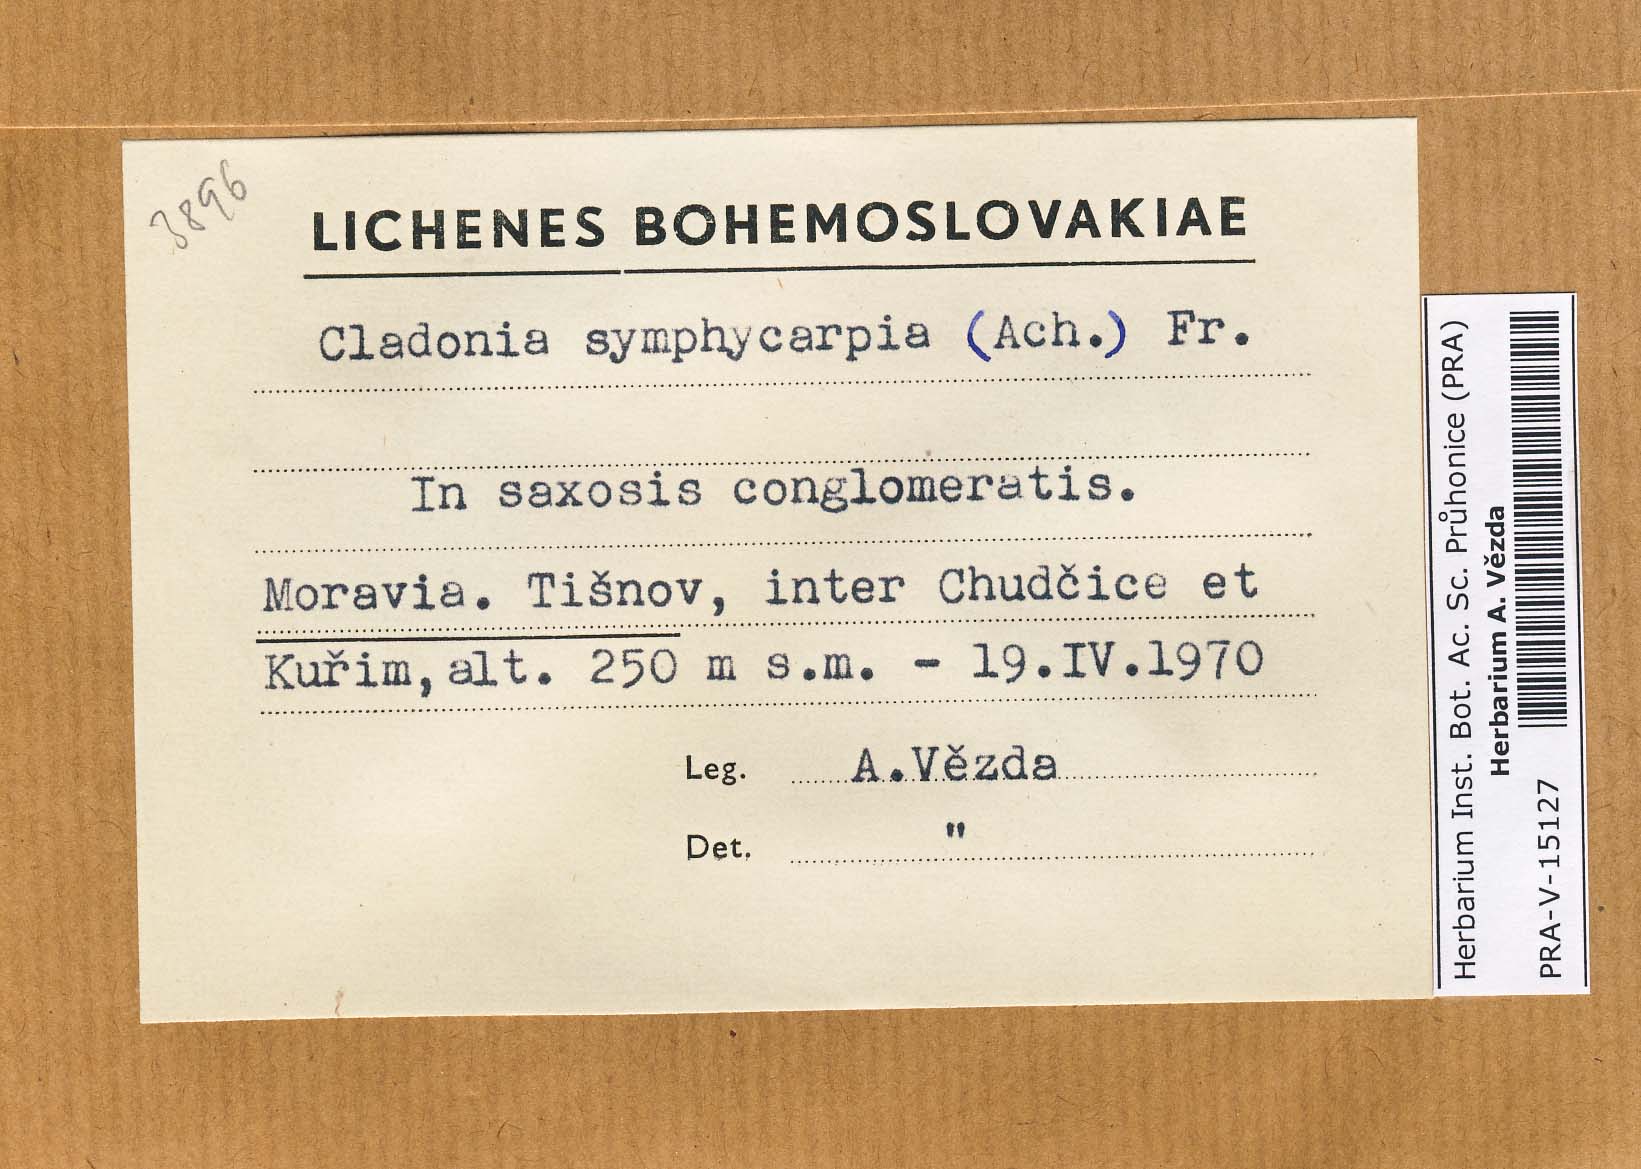 3896
LICHENES BOHEMOSLOVAKIAE
Cladonia symphycarpia (Ach.) Fr.
In saxosis conglomeratis.
Moravia. Tišnov, inter Chudčice et
Kuřim, alt. 250 m s.m. - 19.IV.1970
Leg. A.Vězda
Det. "
Herbarium Inst. Bot. Ac. Sc. Průhonice (PRA)
Herbarium A. Vězda
PRA-V-15127